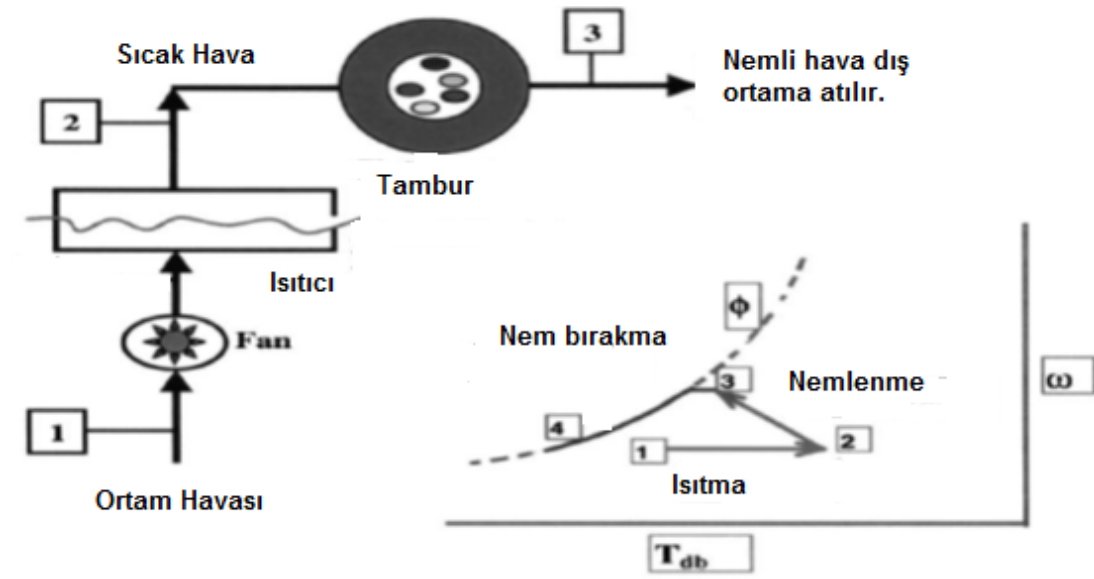 3
Sıcak Hava
Nemli hava dış
ortama atılır.
2
Tambur
Isıtıcı
ϕ
Fan
Nem bırakma
3
Nemlenme
ω
4
1
1
2
Isıtma
Ortam Havası
T_db